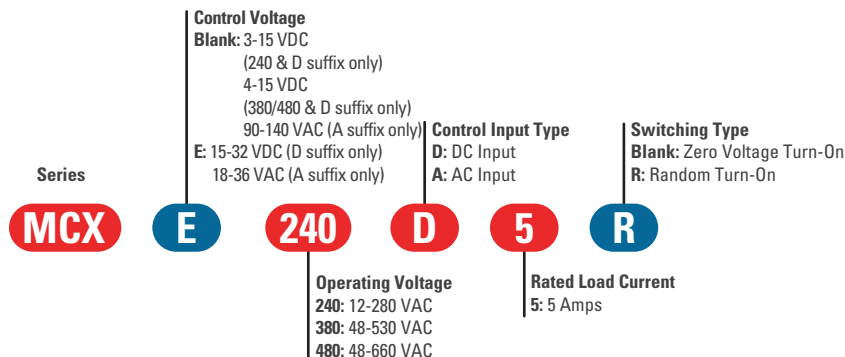 Control Voltage
Blank: 3-15 VDC
(240 & D suffix only)
4-15 VDC
(380/480 & D suffix only)
90-140 VAC (A suffix only)
E: 15-32 VDC (D suffix only)
18-36 VAC (A suffix only)
Control Input Type
D: DC Input
A: AC Input
Switching Type
Blank: Zero Voltage Turn-On
R: Random Turn-On
Series
MCX
E
240
D
5
R
Operating Voltage
240: 12-280 VAC
380: 48-530 VAC
480: 48-660 VAC
Rated Load Current
5: 5 Amps